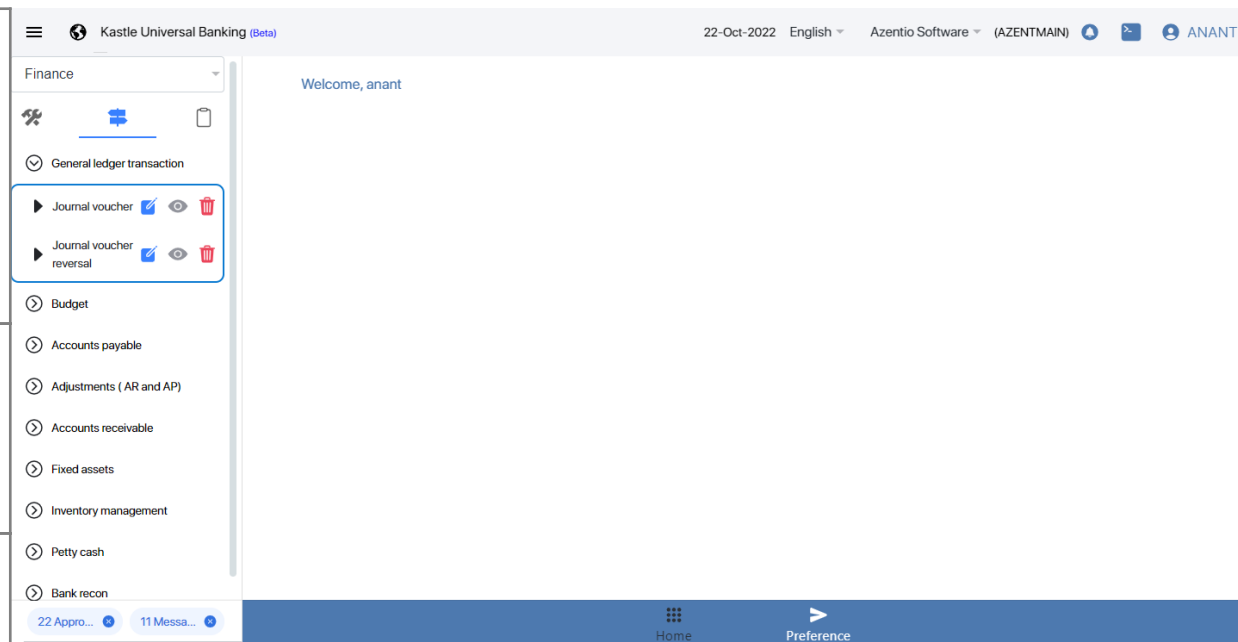 Kastle Universal Banking (Beta)
22-Oct-2022 English Azentio Software (AZENTMAIN) ANANT
Finance
Welcome, anant
General ledger transaction
Journal voucher
Journal voucher
reversal
Budget
Accounts payable
Adjustments ( AR and AP)
Accounts receivable
Fixed assets
Inventory management
Petty cash
Bank recon
22 Appro... 11 Messa...
Home Preference